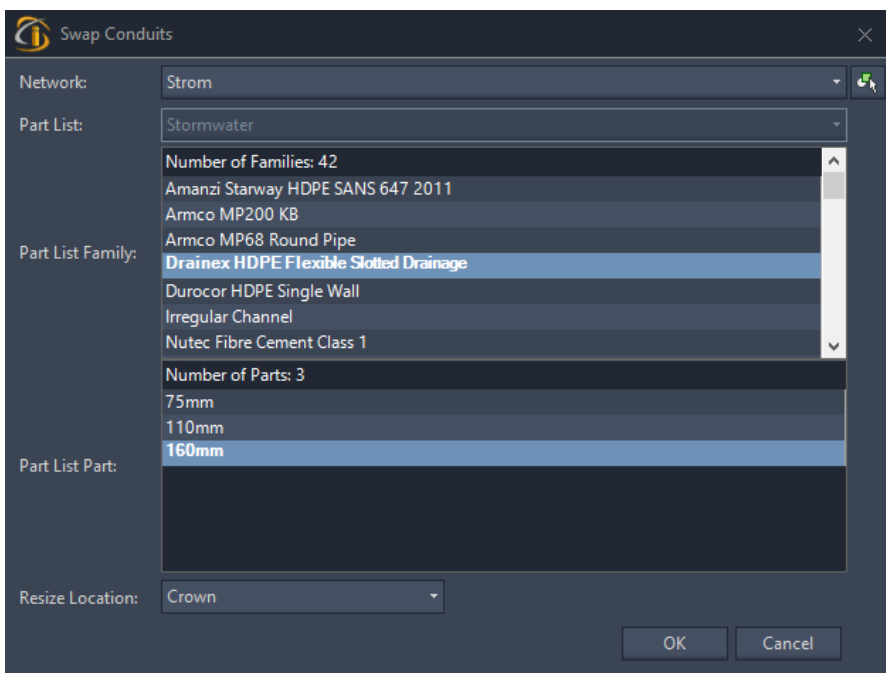 Swap Conduits
Network:
Strom
Part List:
Stormwater
Part List Family:
Number of Families: 42
Amanzi Starway HDPE SANS 647 2011
Armco MP200 KB
Armco MP68 Round Pipe
Drainex HDPE Flexible Slotted Drainage
Durocor HDPE Single Wall
Irregular Channel
Nutec Fibre Cement Class 1
Part List Part:
Number of Parts: 3
75mm
110mm
160mm
Resize Location:
Crown
OK
Cancel